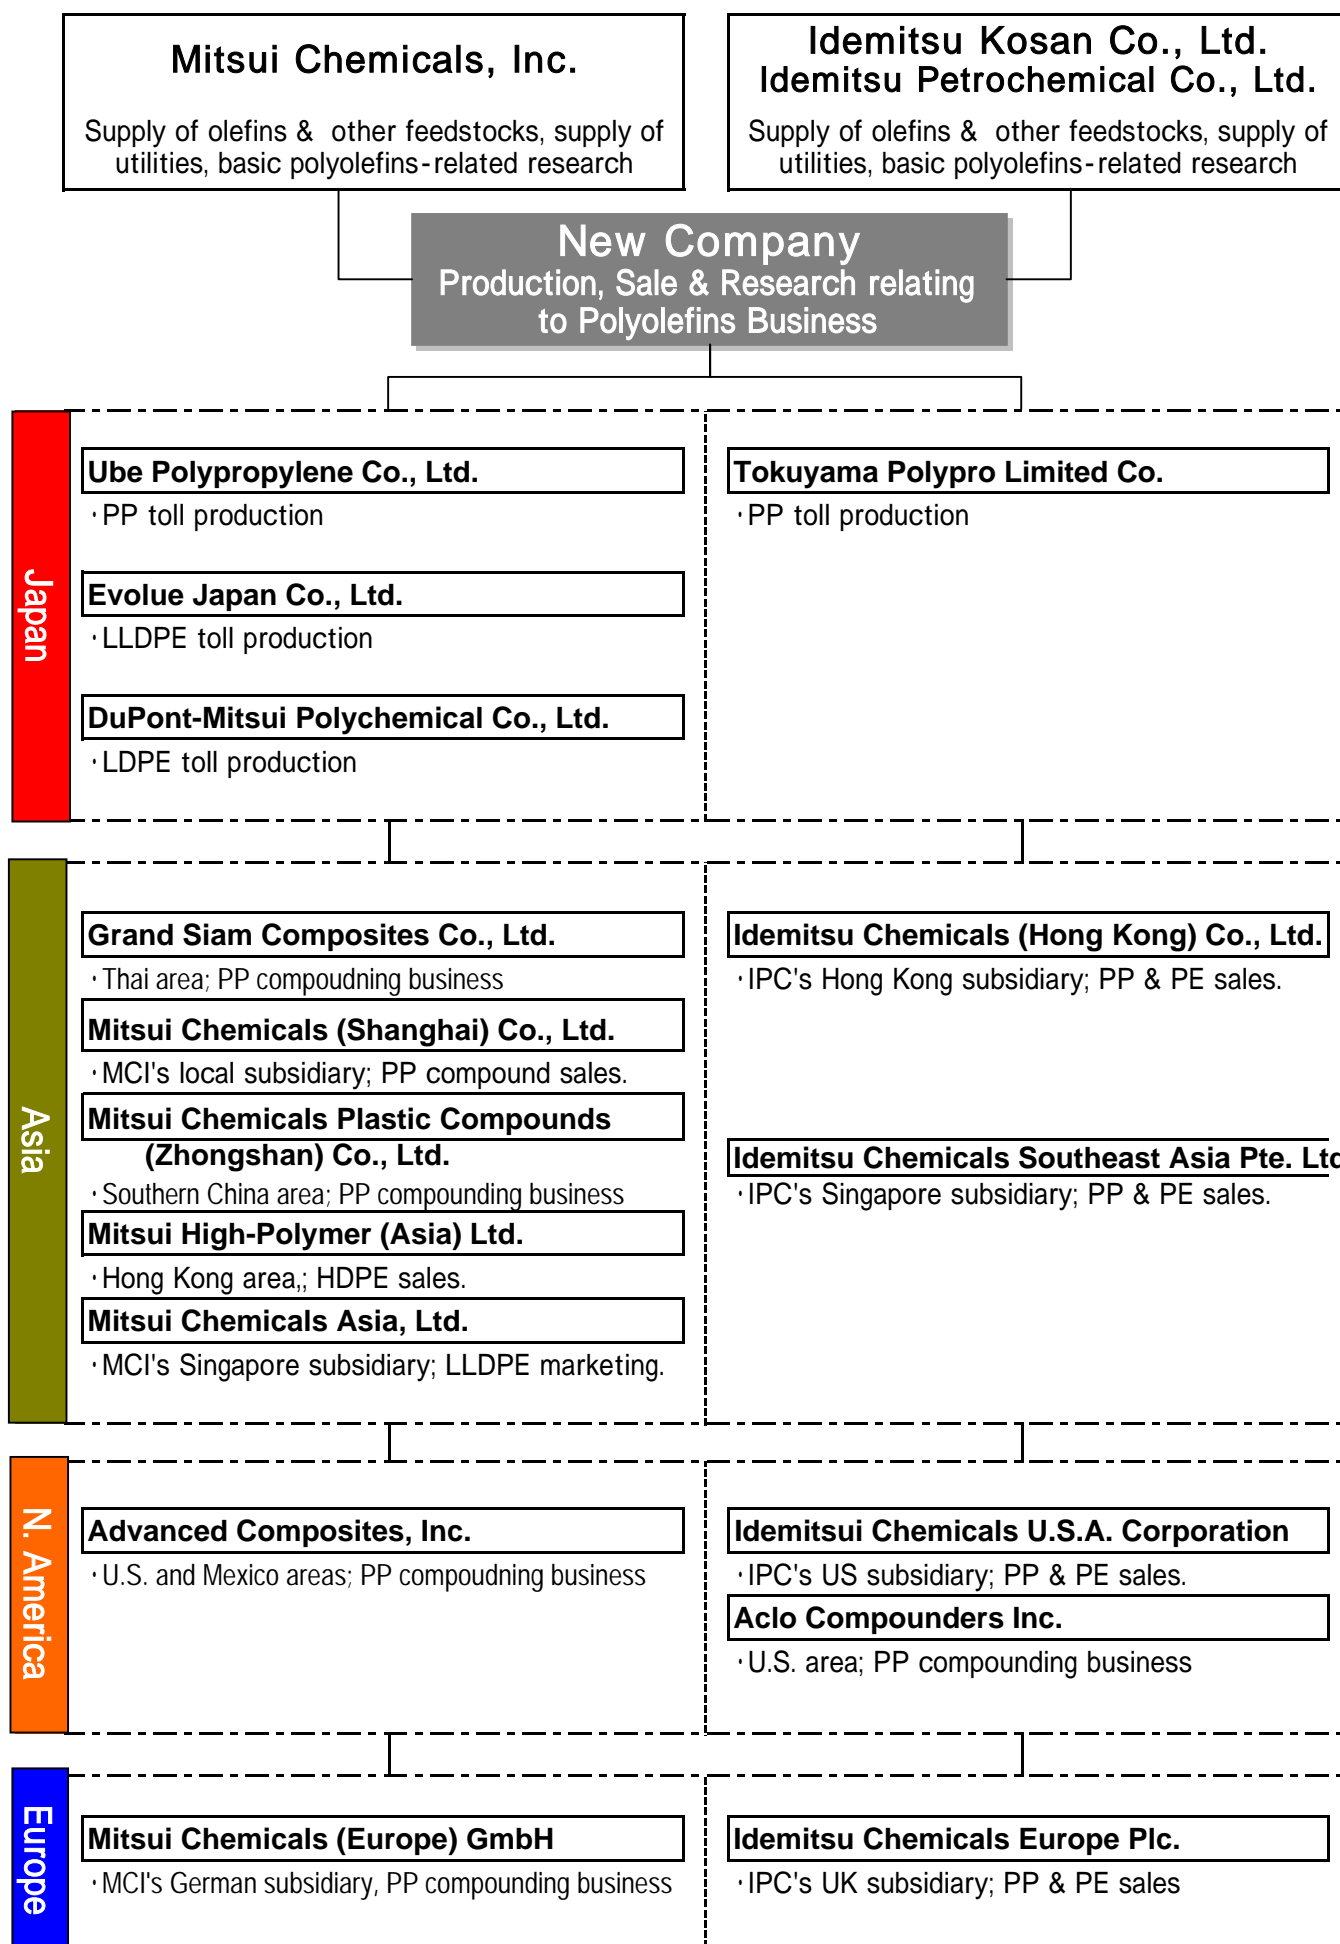 Mitsui Chemicals, Inc.
Supply of olefins & other feedstocks, supply of
utilities, basic polyolefins-related research
Idemitsu Kosan Co., Ltd.
Idemitsu Petrochemical Co., Ltd.
Supply of olefins & other feedstocks, supply of
utilities, basic polyolefins-related research
New Company
Production, Sale & Research relating
to Polyolefins Business
Japan
Ube Polypropylene Co., Ltd.
・PP toll production
Evolue Japan Co., Ltd.
・LLDPE toll production
DuPont-Mitsui Polychemical Co., Ltd.
・LDPE toll production
Tokuyama Polypro Limited Co.
・PP toll production
Asia
Grand Siam Composites Co., Ltd.
・Thai area; PP compoudning business
Mitsui Chemicals (Shanghai) Co., Ltd.
・MCI's local subsidiary; PP compound sales.
Mitsui Chemicals Plastic Compounds
(Zhongshan) Co., Ltd.
・Southern China area; PP compounding business
Mitsui High-Polymer (Asia) Ltd.
・Hong Kong area,; HDPE sales.
Mitsui Chemicals Asia, Ltd.
・MCI's Singapore subsidiary; LLDPE marketing.
Idemitsu Chemicals (Hong Kong) Co., Ltd.
・IPC's Hong Kong subsidiary; PP & PE sales.
Idemitsu Chemicals Southeast Asia Pte. Ltd
・IPC's Singapore subsidiary; PP & PE sales.
N. America
Advanced Composites, Inc.
・U.S. and Mexico areas; PP compoudning business
Idemitsui Chemicals U.S.A. Corporation
・IPC's US subsidiary; PP & PE sales.
Aclo Compounders Inc.
・U.S. area; PP compounding business
Europe
Mitsui Chemicals (Europe) GmbH
・MCI's German subsidiary, PP compounding business
Idemitsu Chemicals Europe Plc.
・IPC's UK subsidiary; PP & PE sales